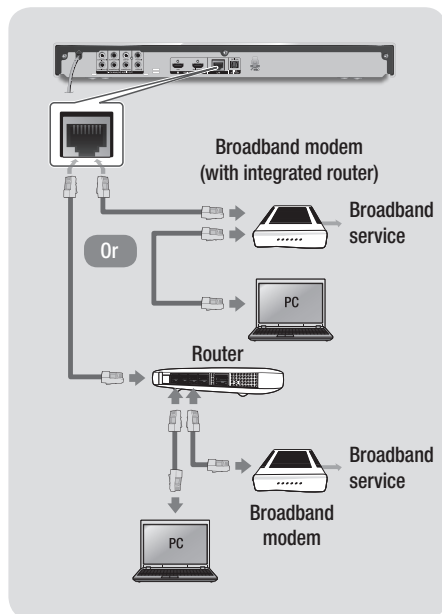 Broadband modem
(with integrated router)
Broadband
service
Or
PC
Router
Broadband
service
Broadband
modem
PC